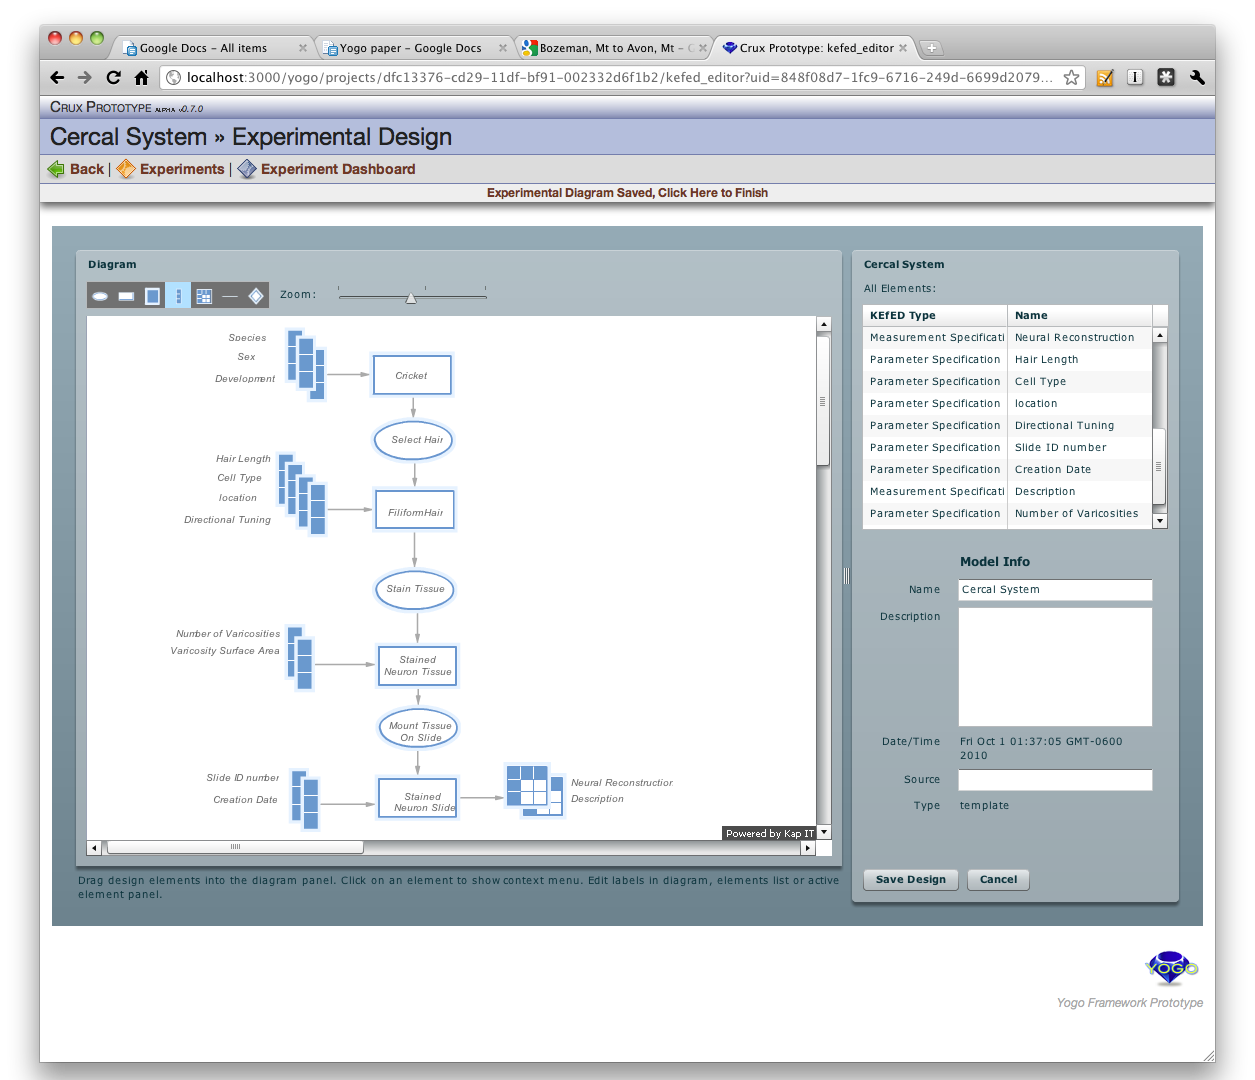 Google Docs - All items
Yogo paper - Google Docs
Bozeman, Mt to Avon, Mt -
Crux Prototype: kefed_editor
localhost:3000/yogo/projects/dfc13376-cd29-11df-bf91-002332d6f1b2/kefed_editor?uid=848f08d7-1fc9-6716-249d-6699d2079...
Crux Prototype ALPHA v0.7.0
Cercal System » Experimental Design
Back | Experiments | Experiment Dashboard
Experimental Diagram Saved, Click Here to Finish
Diagram
Zoom:
Species
Sex
Development
Cricket
Select Hair
Hair Length
Cell Type
location
Directional Tuning
FiliformHair
Stain Tissue
Number of Varicosities
Varicosity Surface Area
Stained
Neuron Tissue
Mount Tissue
On Slide
Slide ID number
Creation Date
Stained
Neuron Slide
Neural Reconstruction
Description
Powered by Kap IT
Drag design elements into the diagram panel. Click on an element to show context menu. Edit labels in diagram, elements list or active
element panel.
Cercal System
All Elements:
KEfED Type Name
Measurement Specificati Neural Reconstruction
Parameter Specification Hair Length
Parameter Specification Cell Type
Parameter Specification location
Parameter Specification Directional Tuning
Parameter Specification Slide ID number
Parameter Specification Creation Date
Measurement Specificati Description
Parameter Specification Number of Varicosities
Model Info
Name Cercal System
Description
Date/Time Fri Oct 1 01:37:05 GMT-0600
2010
Source
Type template
Save Design Cancel
YOGO
Yogo Framework Prototype